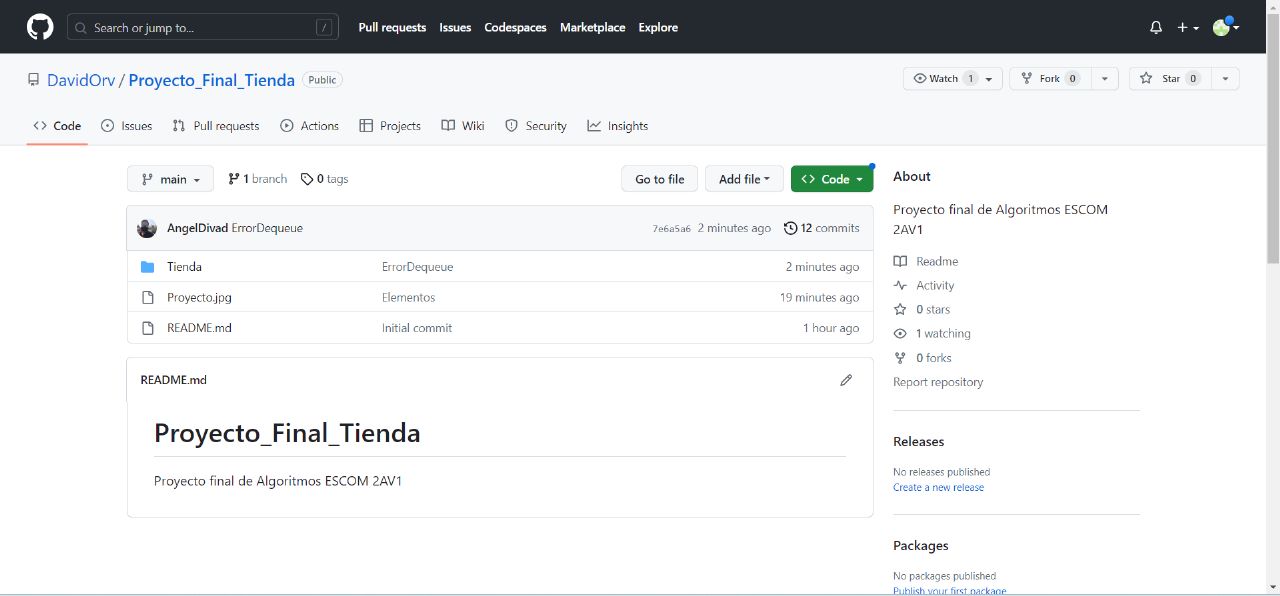 Search or jump to... /
Pull requests Issues Codespaces Marketplace Explore
DavidOrv / Proyecto_Final_Tienda Public
Watch 1 Fork 0 Star 0
Code Issues Pull requests Actions Projects Wiki Security Insights
main 1 branch 0 tags Go to file Add file Code
AngelDivad ErrorDequeue 7e6a5a6 2 minutes ago 12 commits
Tienda ErrorDequeue 2 minutes ago
Proyecto.jpg Elementos 19 minutes ago
README.md Initial commit 1 hour ago
README.md
Proyecto_Final_Tienda
Proyecto final de Algoritmos ESCOM 2AV1
About
Proyecto final de Algoritmos ESCOM
2AV1
Readme
Activity
0 stars
1 watching
0 forks
Report repository
Releases
No releases published
Create a new release
Packages
No packages published
Publish your first package